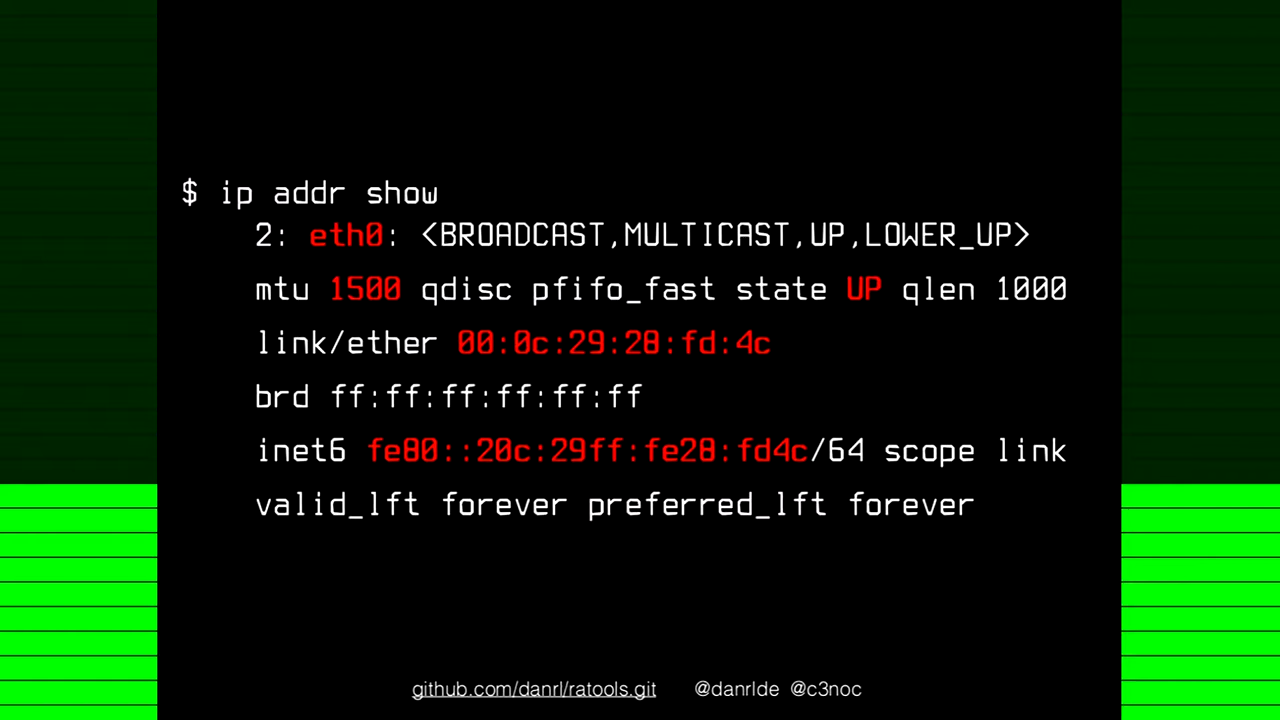 $ ip addr show
2: eth0: <BROADCAST,MULTICAST,UP,LOWER_UP>
mtu 1500 qdisc pfifo_fast state UP qlen 1000
link/ether 00:0c:29:28:fd:4c
brd ff:ff:ff:ff:ff:ff
inet6 fe80::20c:29ff:fe28:fd4c/64 scope link
valid_lft forever preferred_lft forever
github.com/danrl/ratools.git @danrlde @c3noc